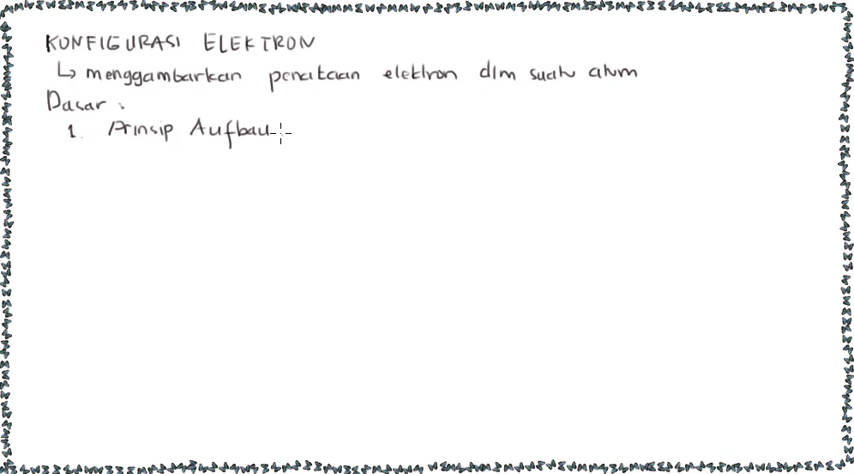 KONFIGURASI ELEKTRON
↳ menggambarkan penataan elektron dlm suatu atom
Dasar :
1. Prinsip Aufbau